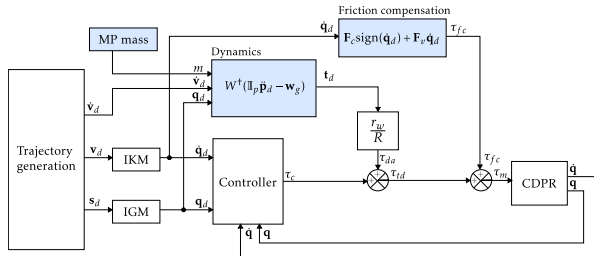 Friction compensation
q̇_d
F_c sign(q̇_d) + F_v q̇_d
τ_fc
MP mass
Dynamics
m
v̇_d
q_d
W†(𝕀_p p̈_d − w_g)
t_d
v̇_d
r_w/R
Trajectory
generation
v_d
IKM
q̇_d
Controller
τ_c
τ_da
+
+
τ_td
τ_fc
+
+
τ_m
CDPR
q̇
q
s_d
IGM
q_d
q̇
q